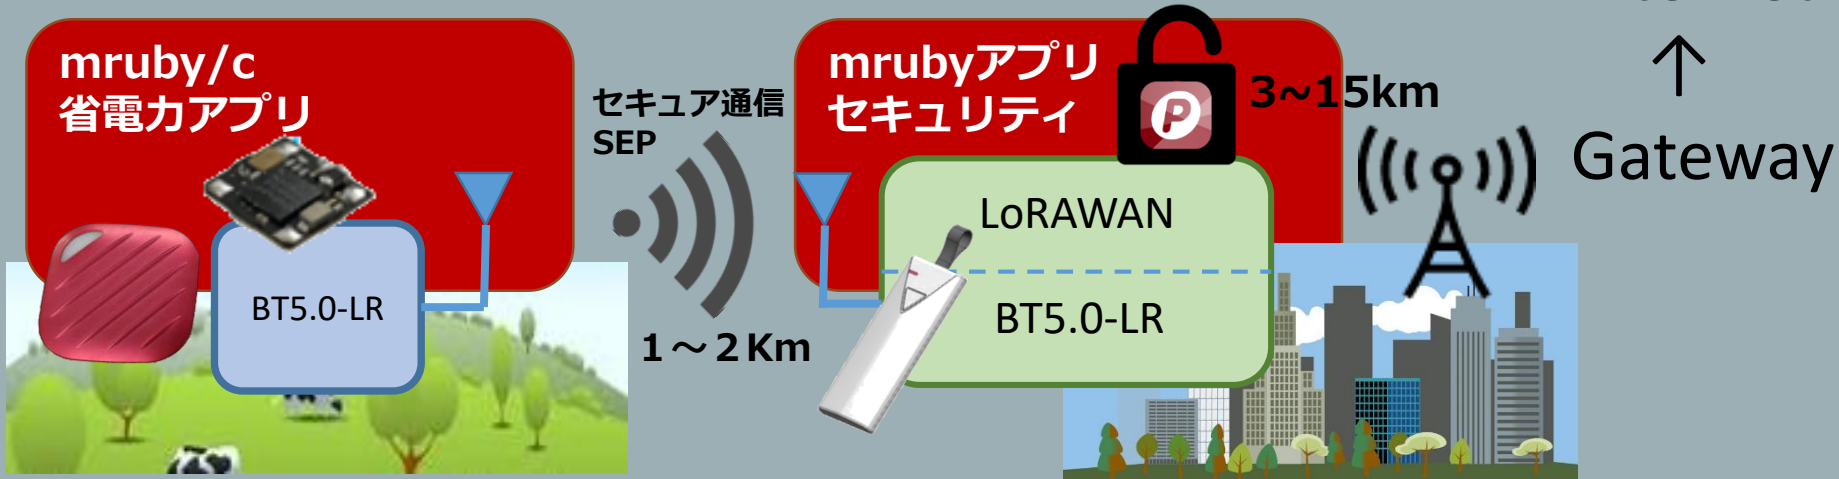 mruby/c
省電力アプリ
BT5.0-LR
セキュア通信
SEP
1～2Km
mrubyアプリ
セキュリティ
P
LoRAWAN
BT5.0-LR
3~15km
Gateway